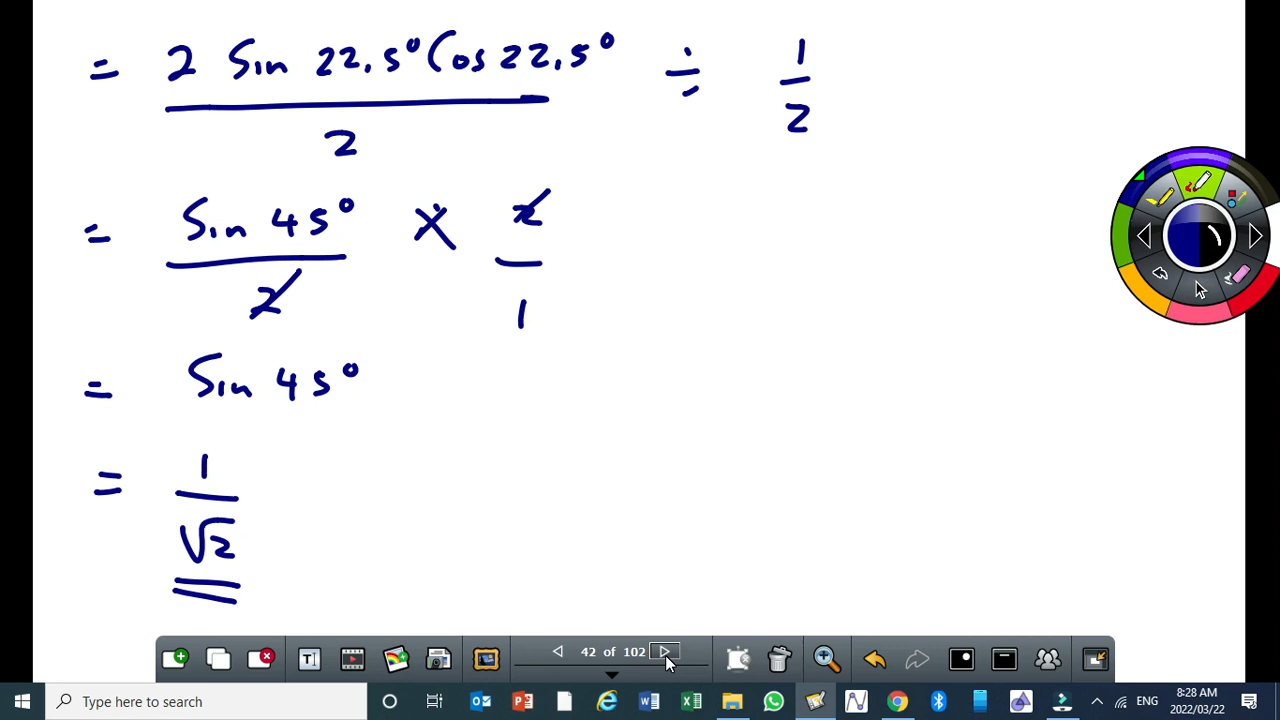 = 2 Sin 22,5° Cos 22,5° / 2 ÷ 1/2
= Sin 45° / 2 × 2/1
= Sin 45°
= 1/√2
42 of 102
Type here to search
ENG
8:28 AM
2022/03/22